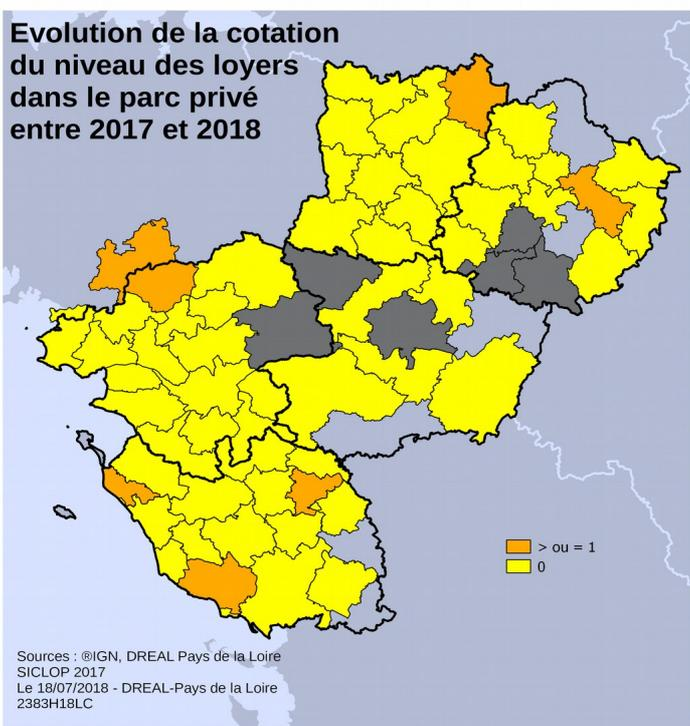 Evolution de la cotation
du niveau des loyers
dans le parc privé
entre 2017 et 2018
> ou = 1
0
Sources : ®IGN, DREAL Pays de la Loire
SICLOP 2017
Le 18/07/2018 - DREAL-Pays de la Loire
2383H18LC